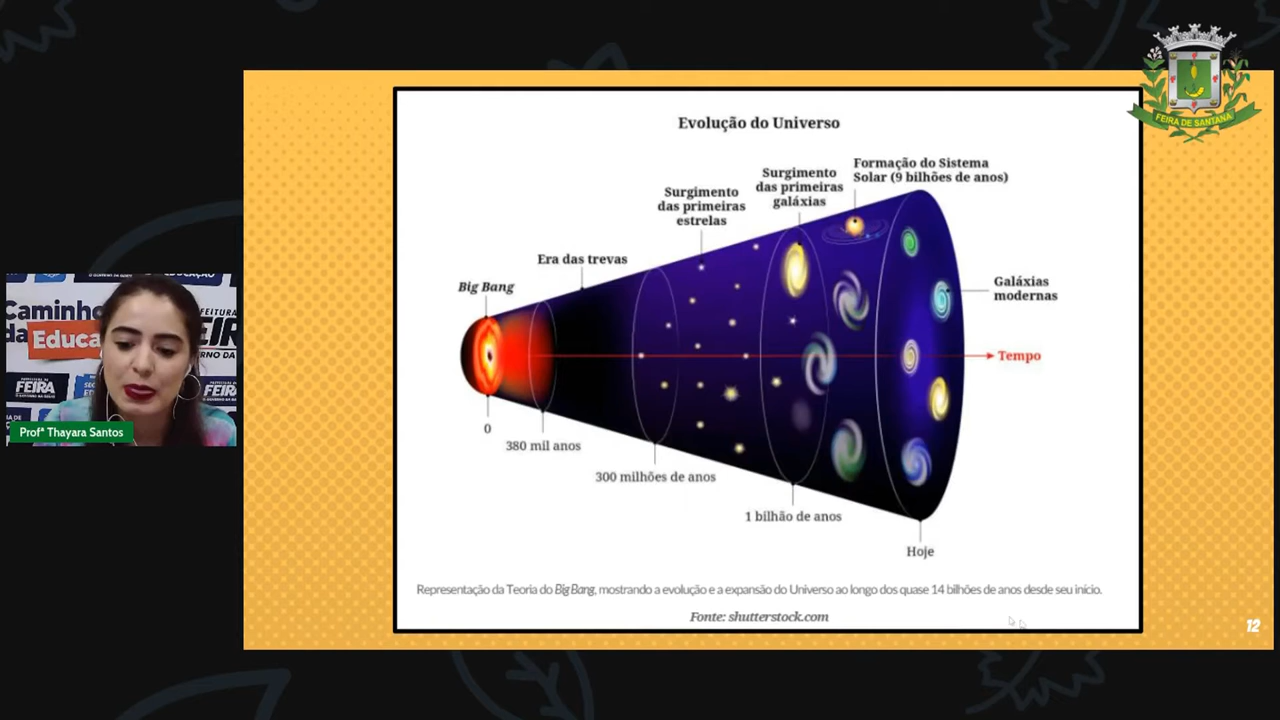 FEIRA DE SANTANA
Evolução do Universo
Formação do Sistema
Solar (9 bilhões de anos)
Surgimento
das primeiras
galáxias
Surgimento
das primeiras
estrelas
Era das trevas
Big Bang
Galáxias
modernas
Tempo
0
380 mil anos
300 milhões de anos
1 bilhão de anos
Hoje
Representação da Teoria do Big Bang, mostrando a evolução e a expansão do Universo ao longo dos quase 14 bilhões de anos desde seu início.
Fonte: shutterstock.com
12
Caminho
da Educa
PREFEITURA
Profª Thayara Santos